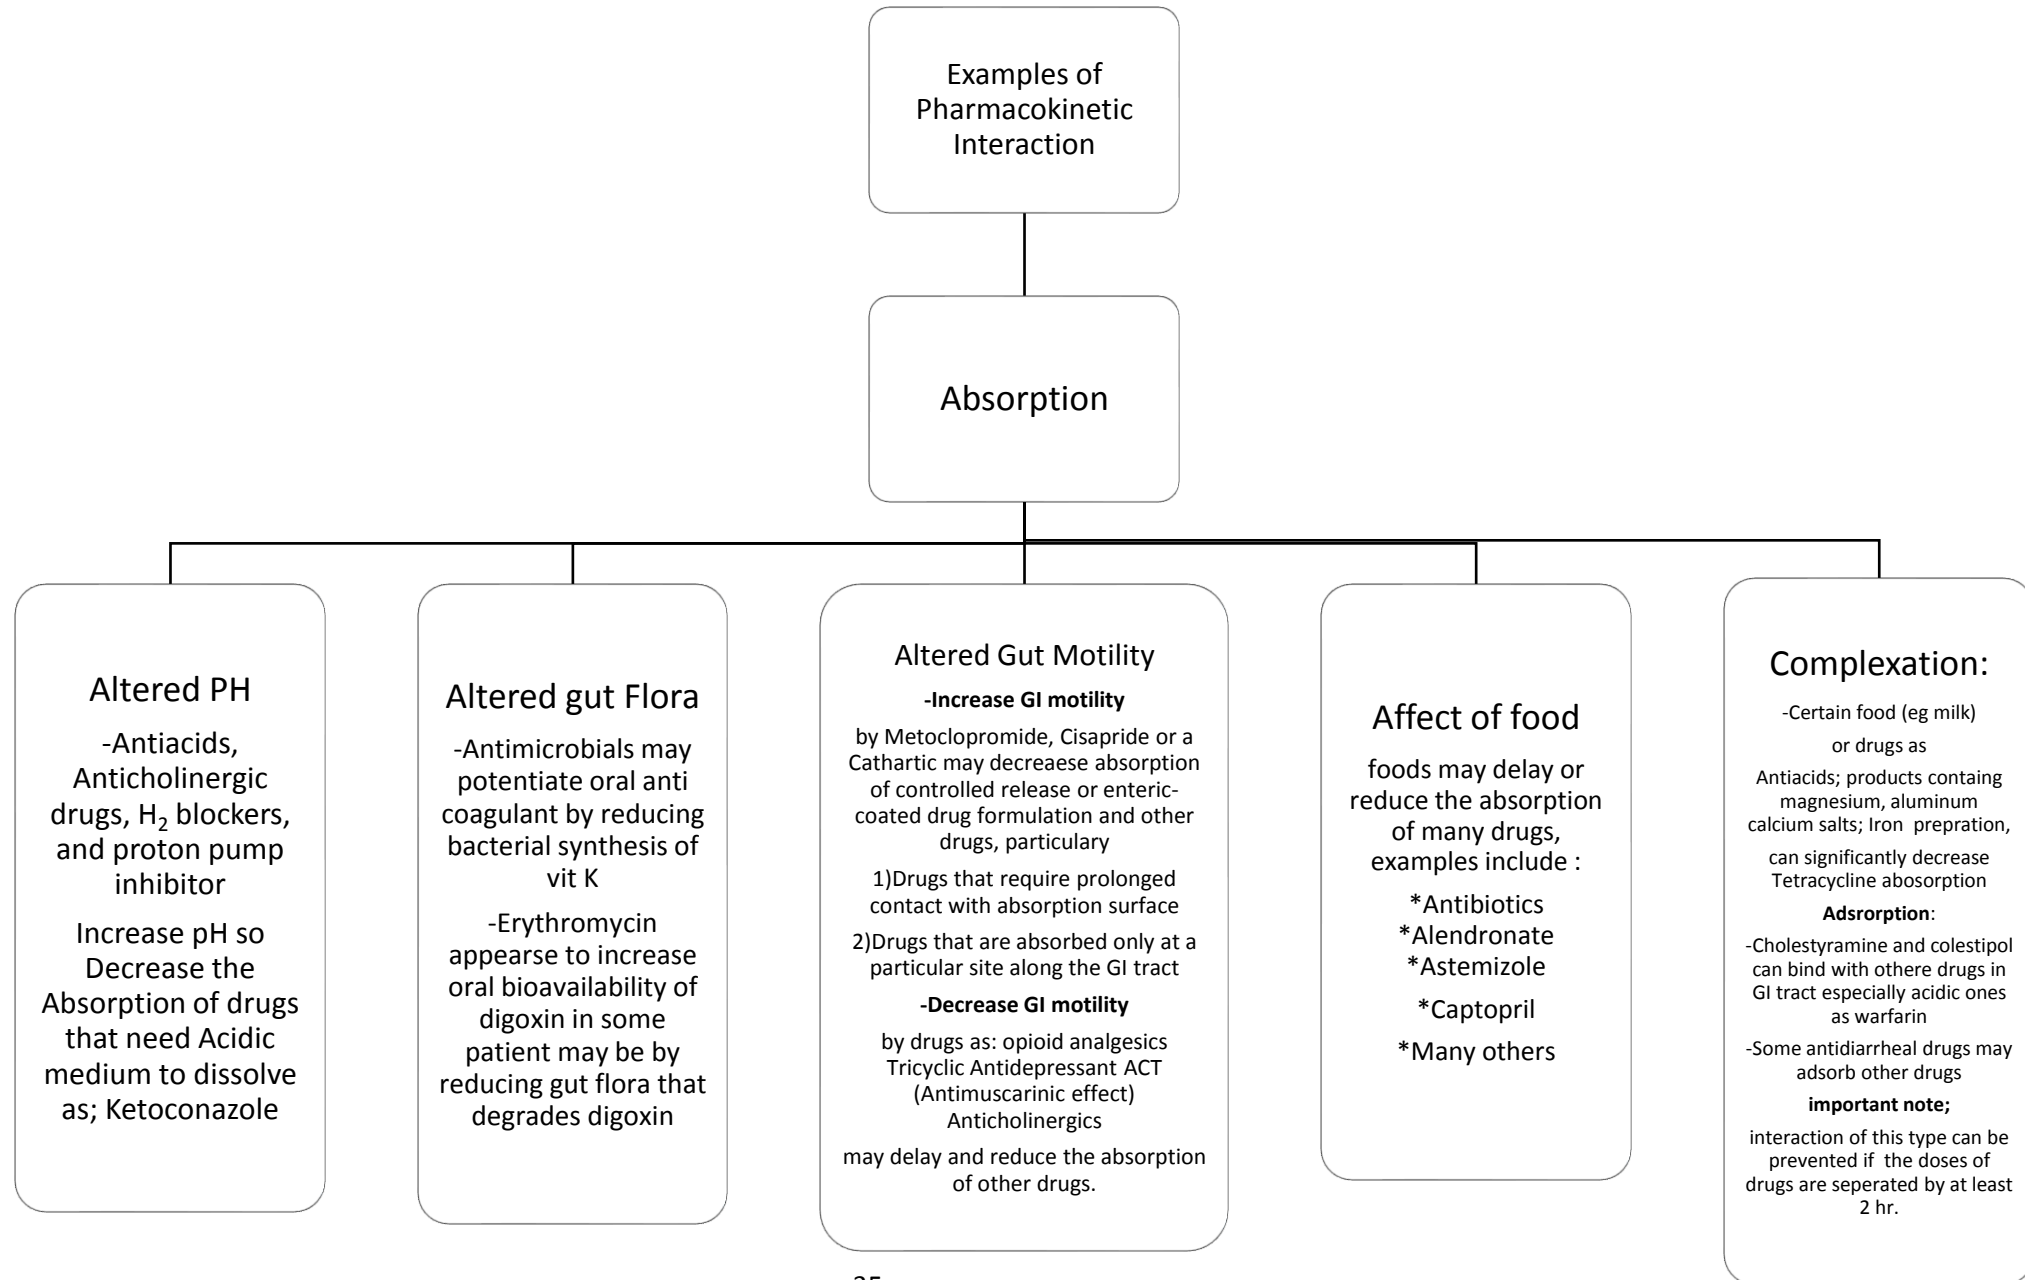 Examples of
Pharmacokinetic
Interaction
Absorption
Altered PH
-Antiacids,
Anticholinergic
drugs, H₂ blockers,
and proton pump
inhibitor
Increase pH so
Decrease the
Absorption of drugs
that need Acidic
medium to dissolve
as; Ketoconazole
Altered gut Flora
-Antimicrobials may
potentiate oral anti
coagulant by reducing
bacterial synthesis of
vit K
-Erythromycin
appearse to increase
oral bioavailability of
digoxin in some
patient may be by
reducing gut flora that
degrades digoxin
Altered Gut Motility
-Increase GI motility
by Metoclopromide, Cisapride or a
Cathartic may decreaese absorption
of controlled release or enteric-
coated drug formulation and other
drugs, particulary
1)Drugs that require prolonged
contact with absorption surface
2)Drugs that are absorbed only at a
particular site along the GI tract
-Decrease GI motility
by drugs as: opioid analgesics
Tricyclic Antidepressant ACT
(Antimuscarinic effect)
Anticholinergics
may delay and reduce the absorption
of other drugs.
Affect of food
foods may delay or
reduce the absorption
of many drugs,
examples include :
*Antibiotics
*Alendronate
*Astemizole
*Captopril
*Many others
Complexation:
-Certain food (eg milk)
or drugs as
Antiacids; products containg
magnesium, aluminum
calcium salts; Iron prepration,
can significantly decrease
Tetracycline abosorption
Adsrorption:
-Cholestyramine and colestipol
can bind with othere drugs in
GI tract especially acidic ones
as warfarin
-Some antidiarrheal drugs may
adsorb other drugs
important note;
interaction of this type can be
prevented if the doses of
drugs are seperated by at least
2 hr.